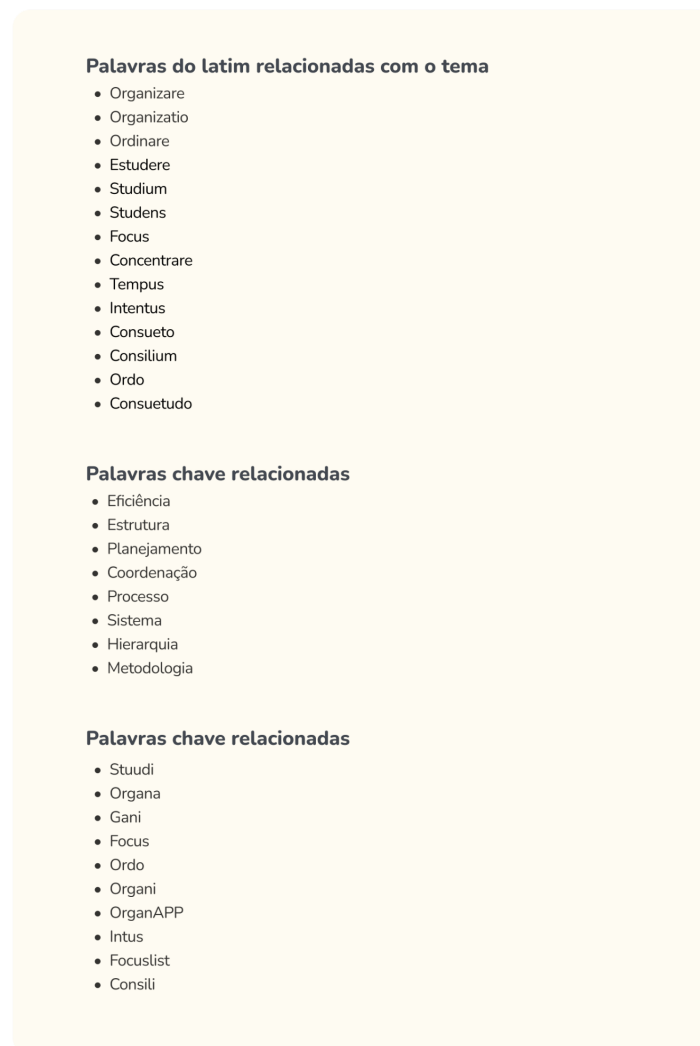 Palavras do latim relacionadas com o tema
• Organizare
• Organizatio
• Ordinare
• Estudere
• Studium
• Studens
• Focus
• Concentrare
• Tempus
• Intentus
• Consueto
• Consilium
• Ordo
• Consuetudo
Palavras chave relacionadas
• Eficiência
• Estrutura
• Planejamento
• Coordenação
• Processo
• Sistema
• Hierarquia
• Metodologia
Palavras chave relacionadas
• Stuudi
• Organa
• Gani
• Focus
• Ordo
• Organi
• OrganAPP
• Intus
• Focuslist
• Consili